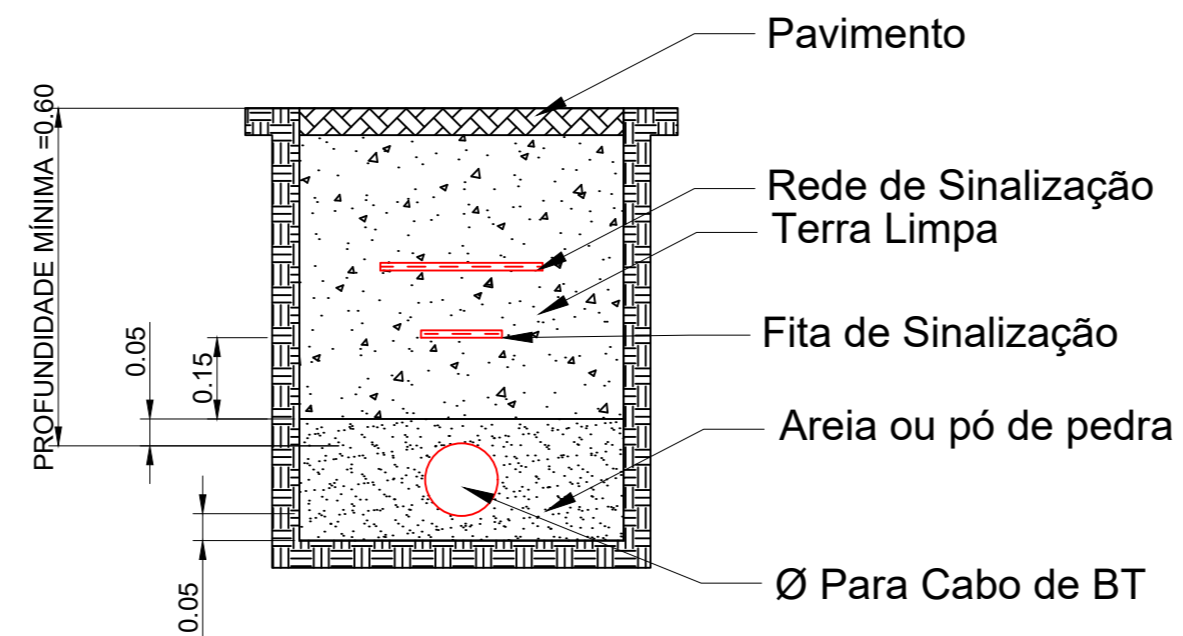 Pavimento
PROFUNDIDADE MÍNIMA =0.60
Rede de Sinalização
Terra Limpa
Fita de Sinalização
0.05
0.15
Areia ou pó de pedra
Ø Para Cabo de BT
0.05